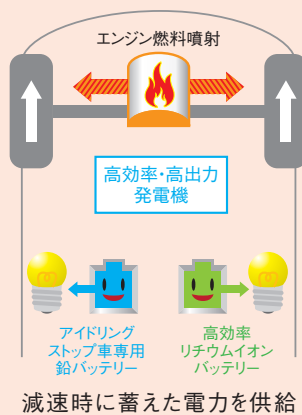 エンジン燃料噴射
高効率・高出力
発電機
アイドリング
ストップ車専用
鉛バッテリー
高効率
リチウムイオン
バッテリー
減速時に蓄えた電力を供給